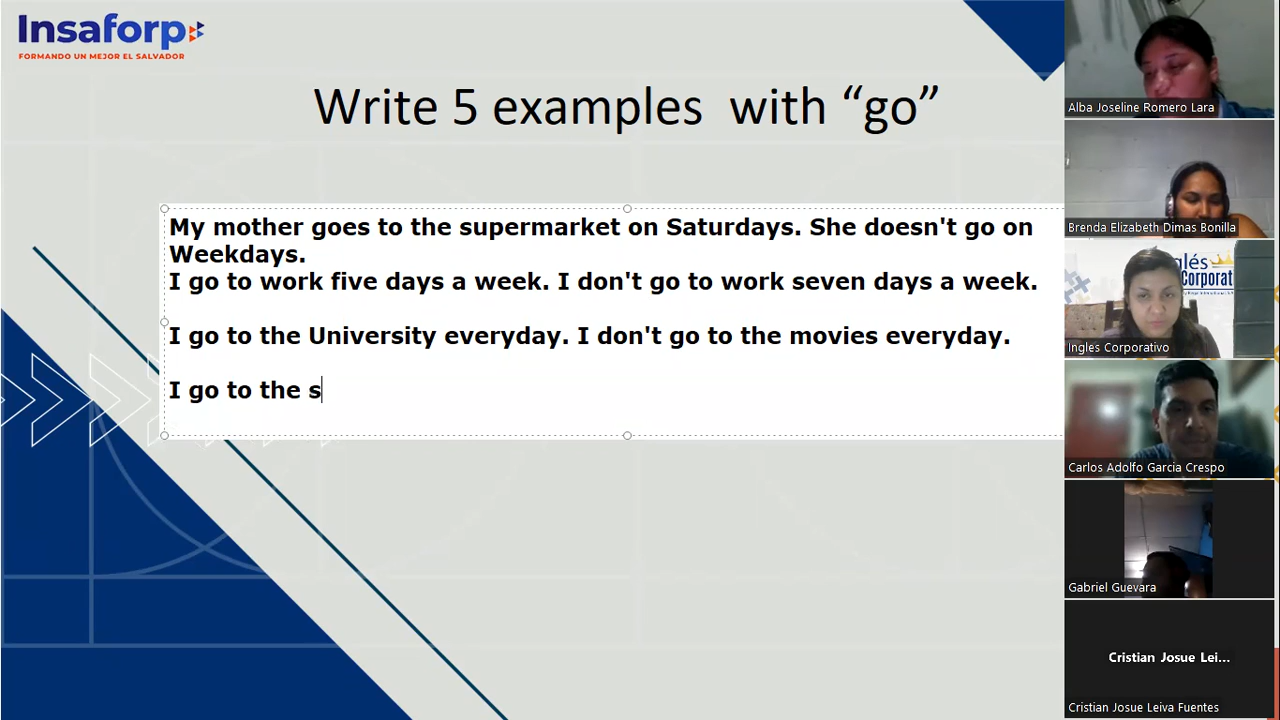 Insaforp
FORMANDO UN MEJOR EL SALVADOR
Write 5 examples with “go”
My mother goes to the supermarket on Saturdays. She doesn't go on
Weekdays.
I go to work five days a week. I don't go to work seven days a week.
I go to the University everyday. I don't go to the movies everyday.
I go to the s
Alba Joseline Romero Lara
Brenda Elizabeth Dimas Bonilla
glés
Corporat
Ingles Corporativo
Carlos Adolfo Garcia Crespo
Gabriel Guevara
Cristian Josue Lei...
Cristian Josue Leiva Fuentes